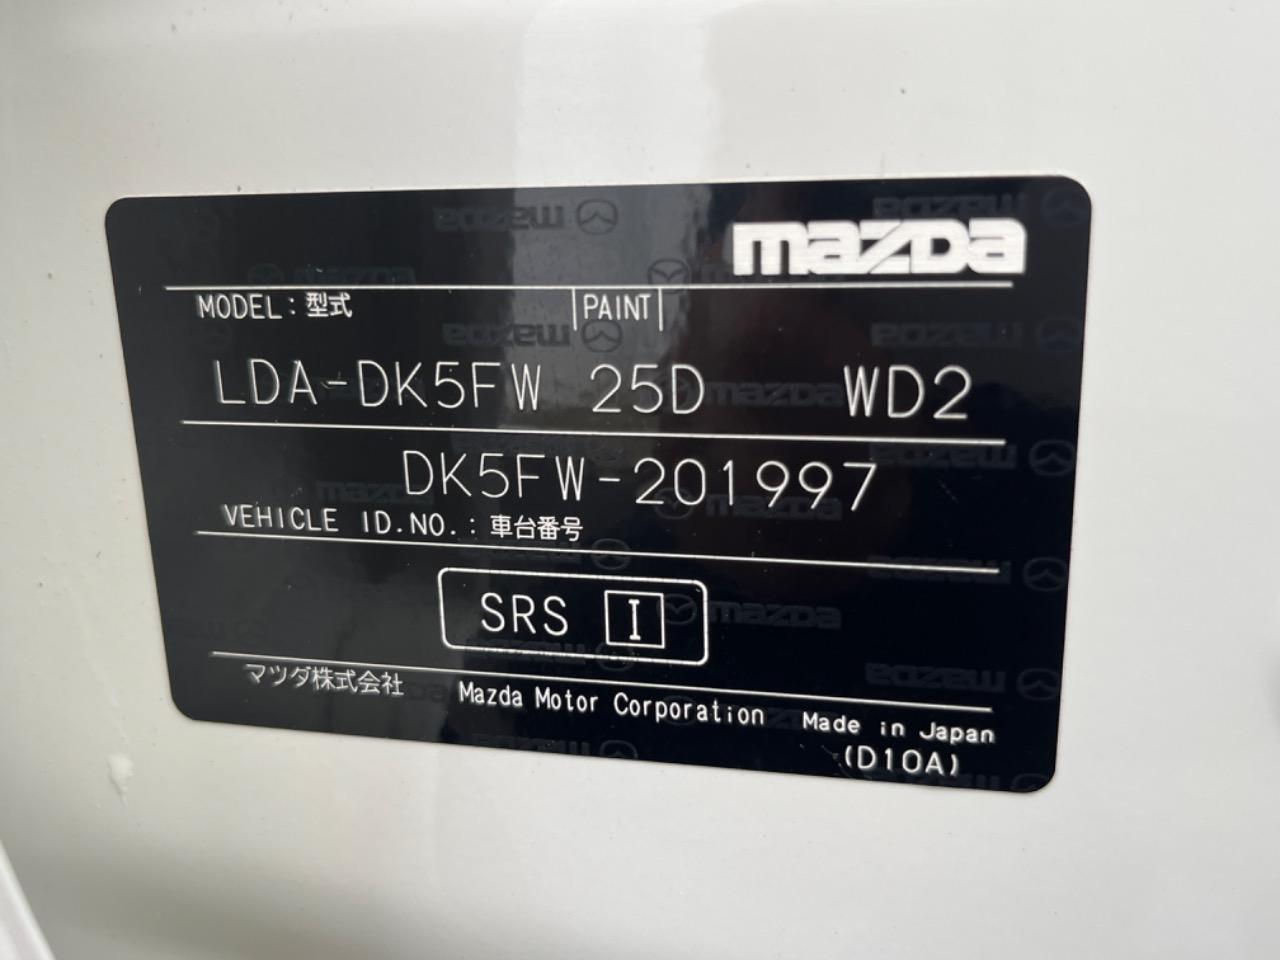 mazda
MODEL：型式 PAINT
LDA-DK5FW 25D WD2
DK5FW-201997
VEHICLE ID.NO.：車台番号
SRS I
マツダ株式会社 Mazda Motor Corporation Made in Japan
(D10A)